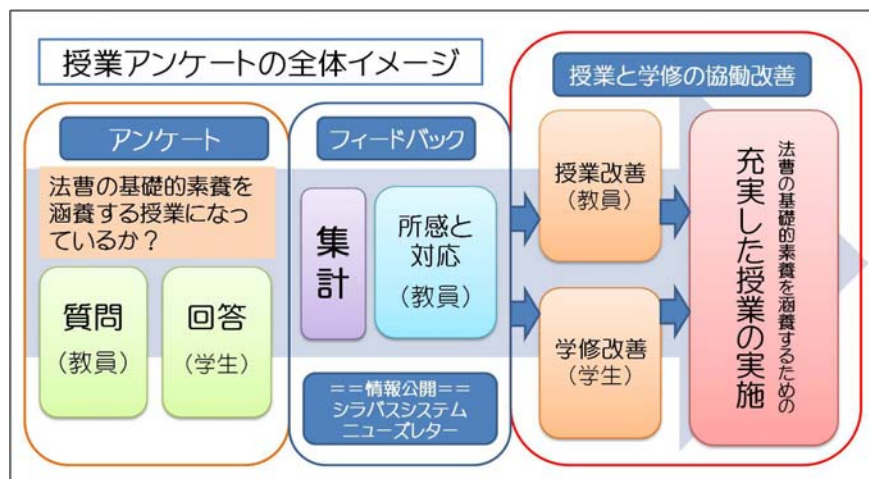 授業アンケートの全体イメージ
アンケート
法曹の基礎的素養を
涵養する授業になっ
ているか？
質問
（教員）
回答
（学生）
フィードバック
集計
所感と
対応
（教員）
＝＝情報公開＝＝
シラバスシステム
ニューズレター
授業と学修の協働改善
授業改善
（教員）
学修改善
（学生）
法曹の基礎的素養を涵養するための
充実した授業の実施